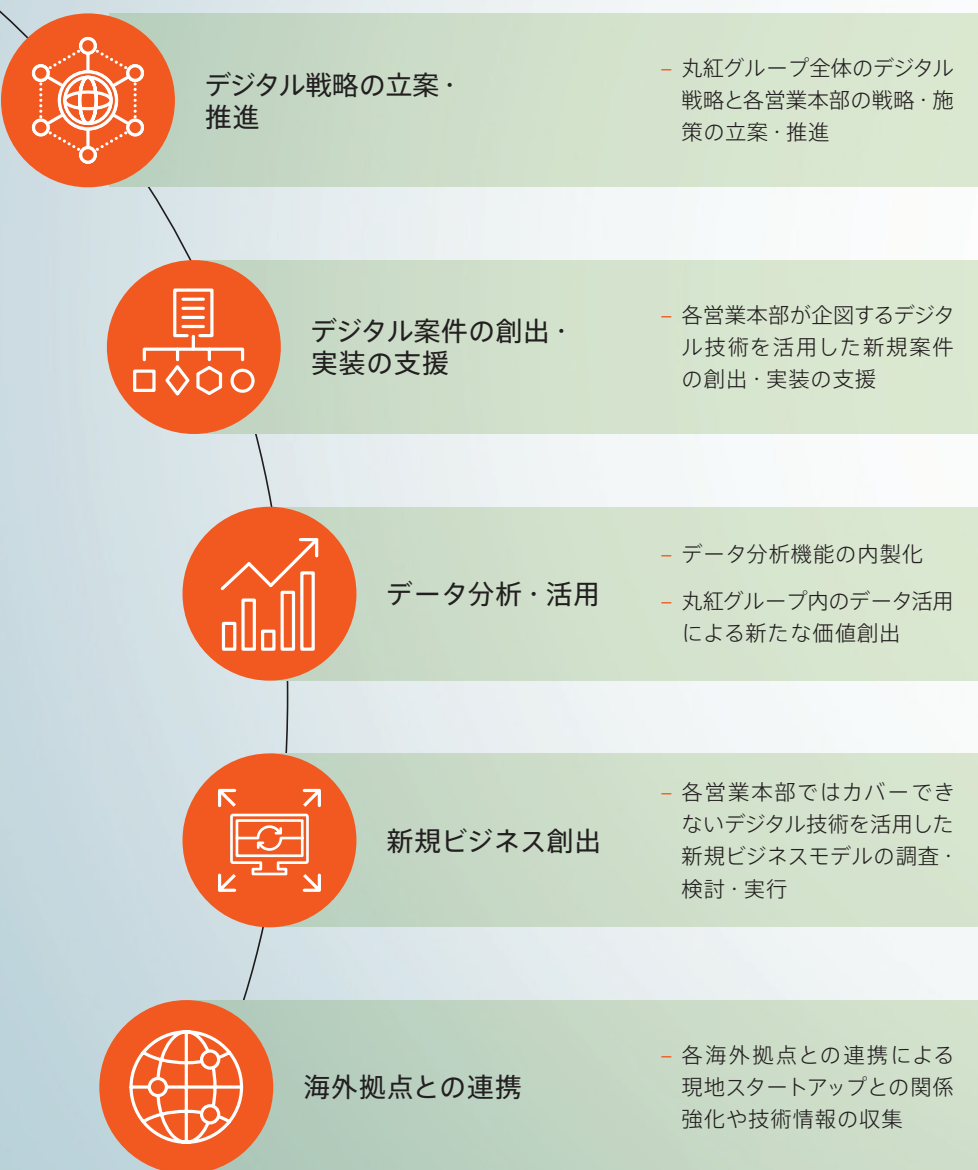 デジタル戦略の立案・
推進
– 丸紅グループ全体のデジタル
戦略と各営業本部の戦略・施
策の立案・推進
デジタル案件の創出・
実装の支援
– 各営業本部が企図するデジタ
ル技術を活用した新規案件
の創出・実装の支援
データ分析・活用
– データ分析機能の内製化
– 丸紅グループ内のデータ活用
による新たな価値創出
新規ビジネス創出
– 各営業本部ではカバーでき
ないデジタル技術を活用した
新規ビジネスモデルの調査・
検討・実行
海外拠点との連携
– 各海外拠点との連携による
現地スタートアップとの関係
強化や技術情報の収集